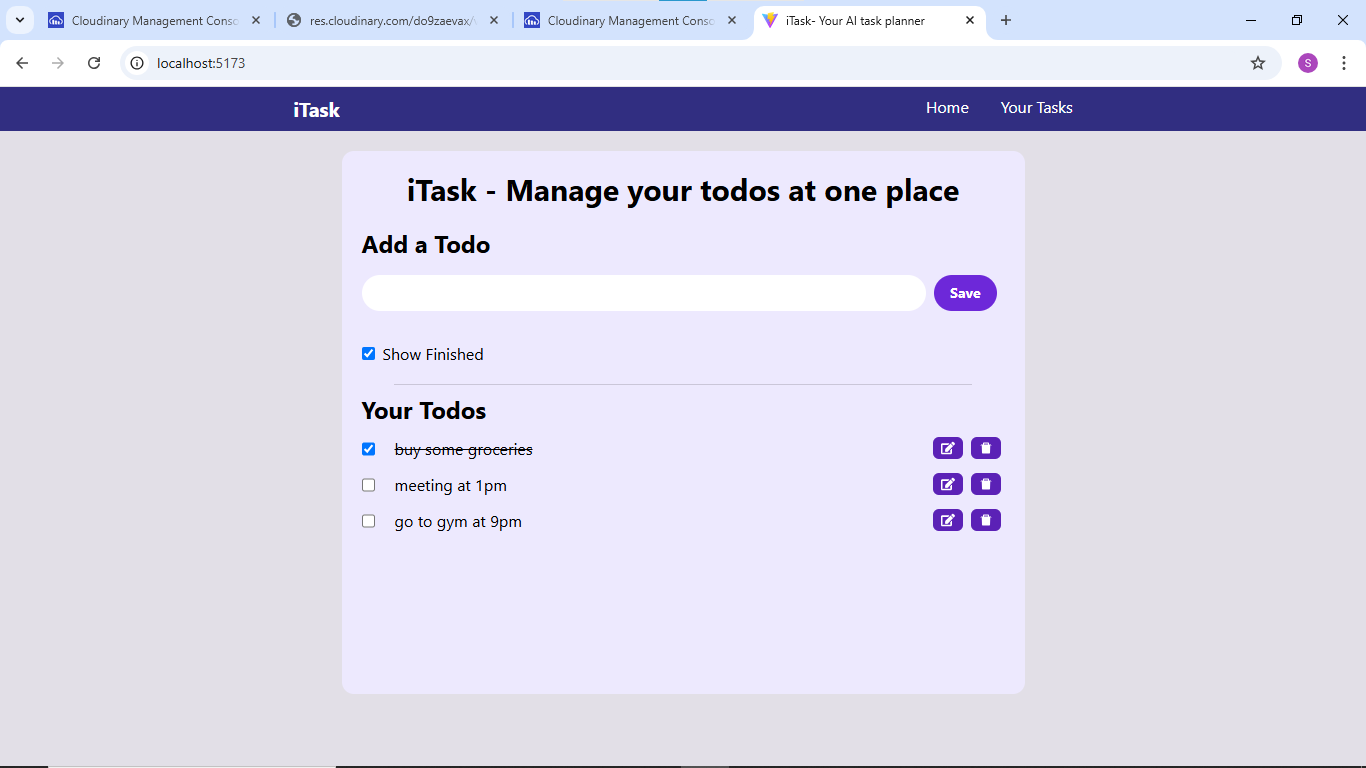 Cloudinary Management Conso
res.cloudinary.com/do9zaevax/
Cloudinary Management Conso
iTask- Your AI task planner
localhost:5173
S
iTask
Home
Your Tasks
iTask - Manage your todos at one place
Add a Todo
Save
Show Finished
Your Todos
buy some groceries
meeting at 1pm
go to gym at 9pm